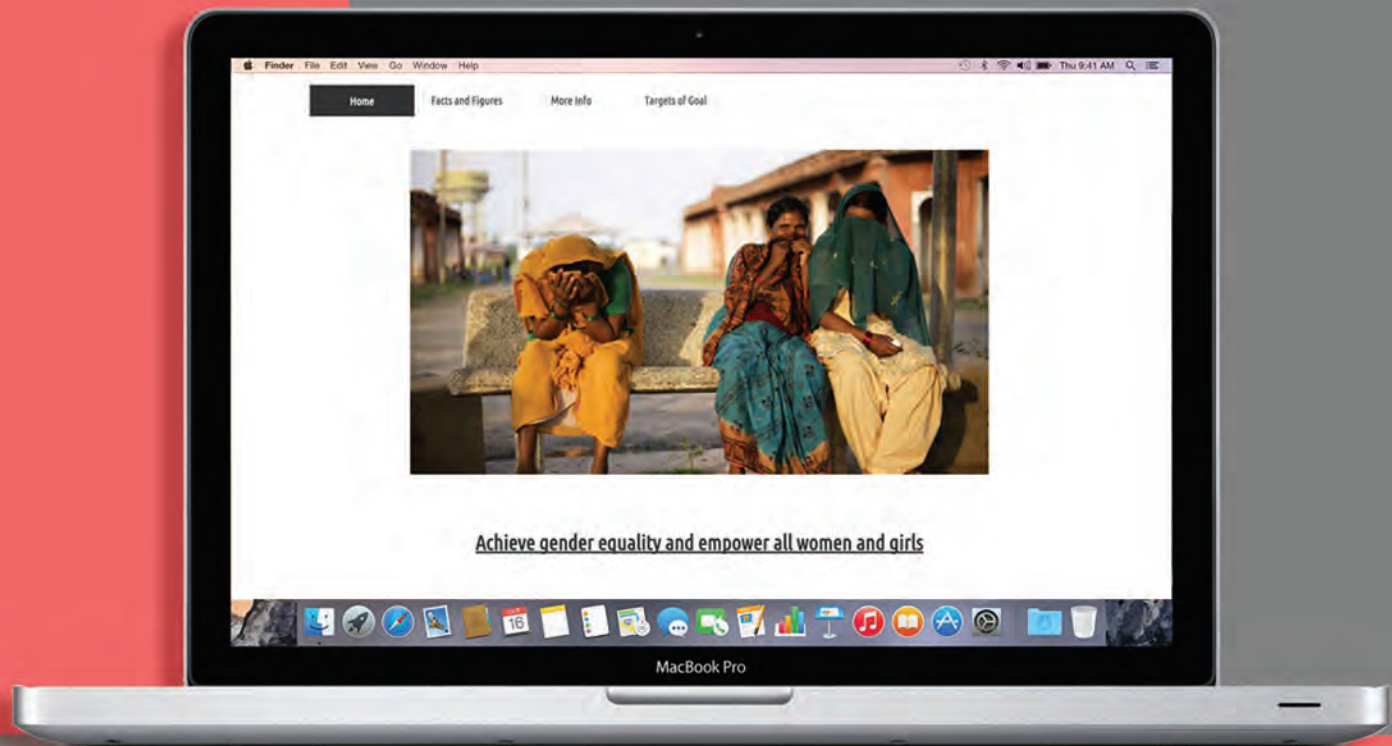 Finder File Edit View Go Window Help Thu 9:41 AM
Home Facts and Figures More Info Targets of Goal
Achieve gender equality and empower all women and girls
16
MacBook Pro